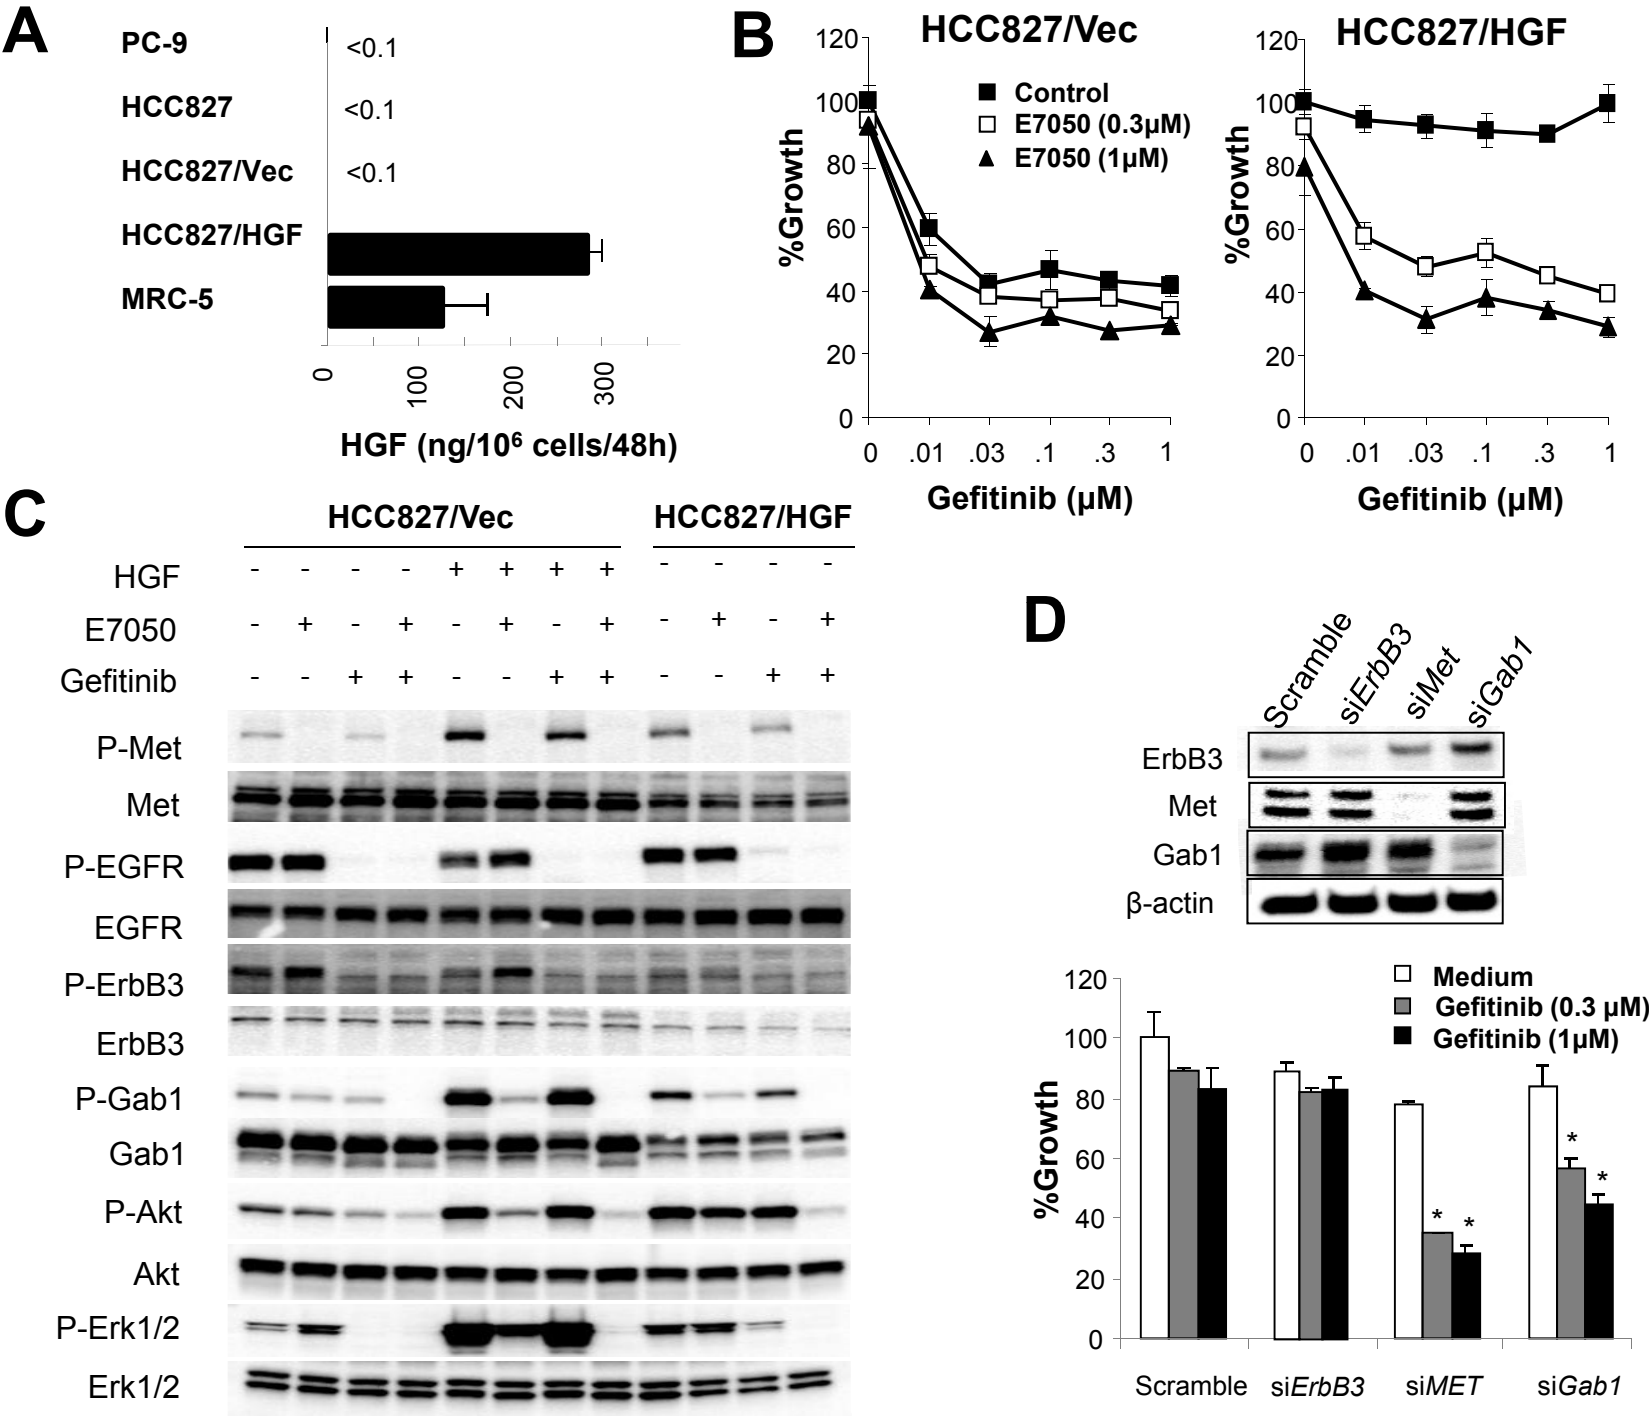 A
PC-9 <0.1
HCC827 <0.1
HCC827/Vec <0.1
HCC827/HGF
MRC-5
0 100 200 300
HGF (ng/10⁶ cells/48h)
B
HCC827/Vec
%Growth
120
100
80
60
40
20
0
Control
E7050 (0.3µM)
E7050 (1µM)
0 .01 .03 .1 .3 1
Gefitinib (µM)
HCC827/HGF
%Growth
120
100
80
60
40
20
0
0 .01 .03 .1 .3 1
Gefitinib (µM)
C
HCC827/Vec HCC827/HGF
HGF - - - - + + + + - - - -
E7050 - + - + - + - + - + - +
Gefitinib - - + + - - + + - - + +
P-Met
Met
P-EGFR
EGFR
P-ErbB3
ErbB3
P-Gab1
Gab1
P-Akt
Akt
P-Erk1/2
Erk1/2
D
Scramble siErbB3 siMet siGab1
ErbB3
Met
Gab1
β-actin
%Growth
120
100
80
60
40
20
0
Medium
Gefitinib (0.3 µM)
Gefitinib (1µM)
* * * *
Scramble siErbB3 siMET siGab1